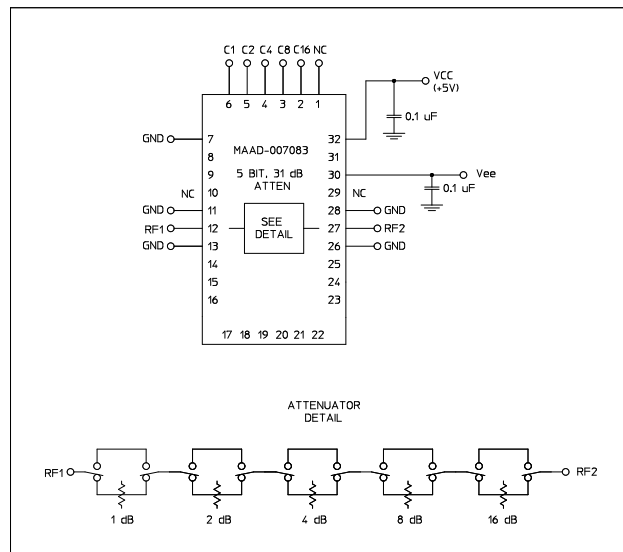 C1 C2 C4 C8 C16 NC
6 5 4 3 2 1
VCC
(+5V)
0.1 uF
GND 7 32
MAAD-007083
8 31
9 30 Vee
5 BIT, 31 dB
ATTEN
0.1 uF
NC 10 29 NC
GND 11 28 GND
SEE
DETAIL
RF1 12 27 RF2
GND 13 26 GND
14 25
15 24
16 23
17 18 19 20 21 22
ATTENUATOR
DETAIL
RF1 RF2
1 dB 2 dB 4 dB 8 dB 16 dB